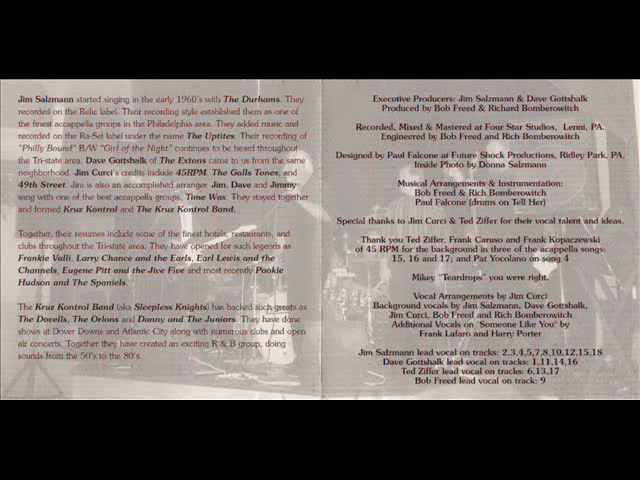 Jim Salzmann started singing in the early 1960's with The Durhams. They
recorded on the Relic label. Their recording style established them as one of
the finest accappella groups in the Philadelphia area. They added music and
recorded on the Ra-Sel label under the name The Uptites. Their recording of
"Philly Bound" B/W "Girl of the Night" continues to be heard throughout
the Tri-state area. Dave Gottshalk of The Extons came to us from the same
neighborhood. Jim Curci's credits include 45RPM, The Galls Tones, and
49th Street. Jim is also an accomplished arranger. Jim, Dave and Jimmy
sang with one of the best accappella groups, Time Was. They stayed together
and formed Kruz Kontrol and The Kruz Kontrol Band.
Together, their resumes include some of the finest hotels, restaurants, and
clubs throughout the Tri-state area. They have opened for such legends as
Frankie Valli, Larry Chance and the Earls, Earl Lewis and the
Channels, Eugene Pitt and the Jive Five and most recently Pookie
Hudson and The Spaniels.
The Kruz Kontrol Band (aka Sleepless Knights) has backed such greats as
The Dovells, The Orlons and Danny and The Juniors. They have done
shows at Dover Downs and Atlantic City along with numerous clubs and open
air concerts. Together they have created an exciting R & B group, doing
sounds from the 50's to the 80's.
Executive Producers: Jim Salzmann & Dave Gottshalk
Produced by Bob Freed & Richard Bomberowitch
Recorded, Mixed & Mastered at Four Star Studios, Lenni, PA.
Engineered by Bob Freed and Rich Bomberowitch
Designed by Paul Falcone at Future Shock Productions, Ridley Park, PA.
Inside Photo by Donna Salzmann
Musical Arrangements & Instrumentation:
Bob Freed & Rich Bomberowitch
Paul Falcone (drums on Tell Her)
Special thanks to Jim Curci & Ted Ziffer for their vocal talent and ideas.
Thank you Ted Ziffer, Frank Caruso and Frank Kopaczewski
of 45 RPM for the background in three of the accappella songs:
15, 16 and 17; and Pat Yocolano on song 4
Mikey "Teardrops" you were right.
Vocal Arrangements by Jim Curci
Background vocals by Jim Salzmann, Dave Gottshalk,
Jim Curci, Bob Freed and Rich Bomberowitch
Additional Vocals on "Someone Like You" by
Frank Lafaro and Harry Porter
Jim Salzmann lead vocal on tracks: 2,3,4,5,7,8,10,12,15,18
Dave Gottshalk lead vocal on tracks: 1,11,14,16
Ted Ziffer lead vocal on tracks: 6,13,17
Bob Freed lead vocal on track: 9